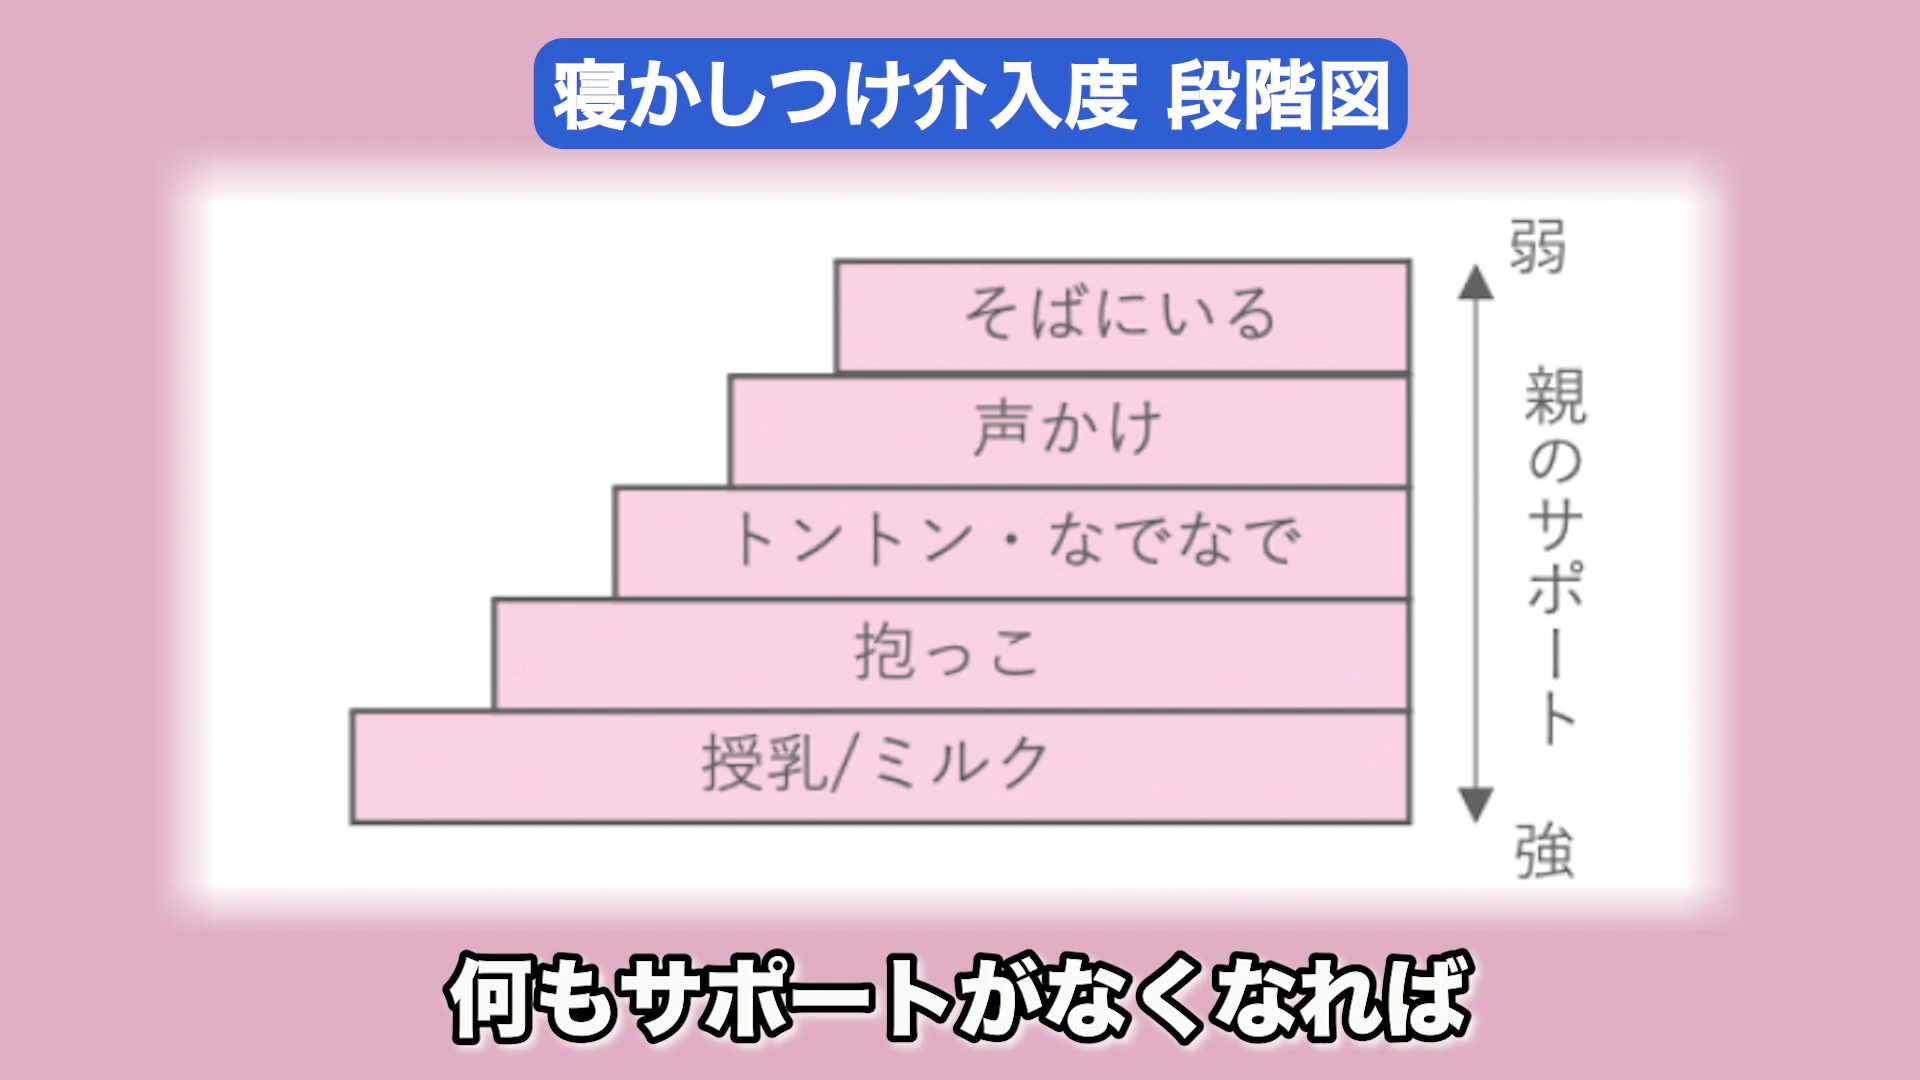 寝かしつけ介入度 段階図
弱
そばにいる
声かけ
トントン・なでなで
抱っこ
授乳/ミルク
親のサポート
強
何もサポートがなくなれば